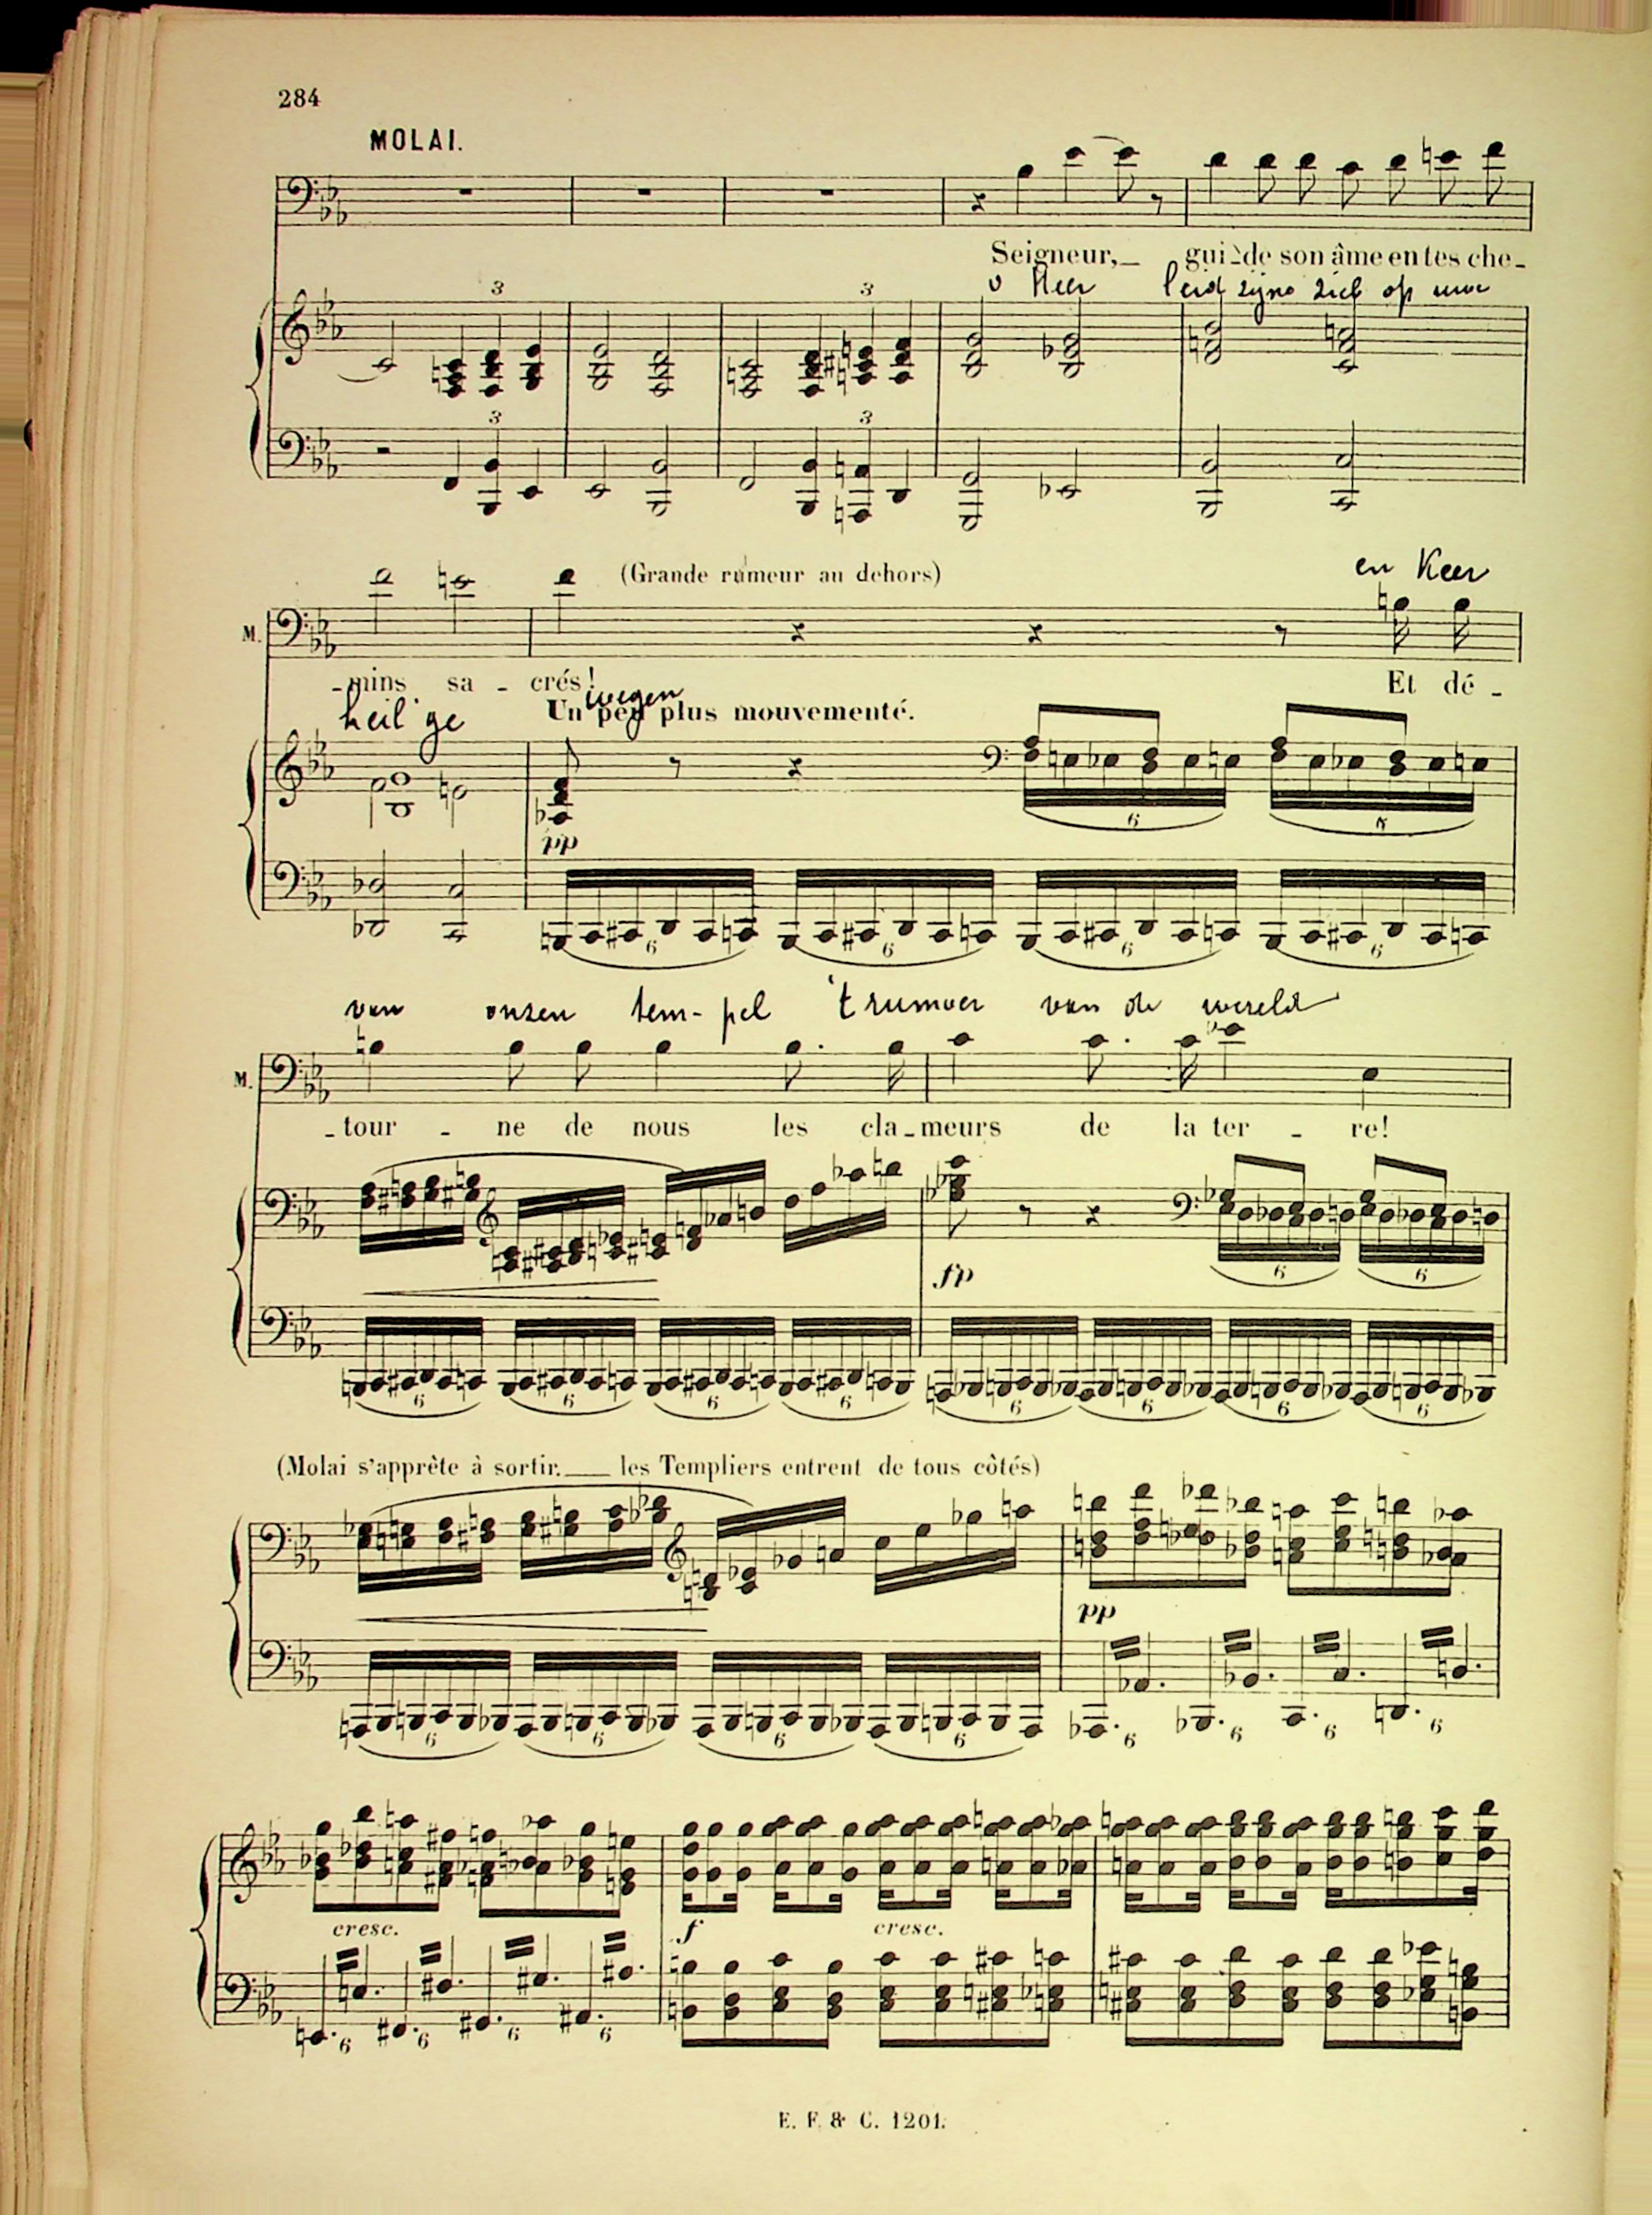 284
MOLAI.
3 3
Seigneur,_ gui-de son âme en tes che_
o Heer leid zijne ziel op uwe
3 3
(Grande rumeur au dehors) en Keer
M.
_mins sa - crés! Et dé_
heil'ge wegen
Un peu plus mouvementé.
6 6
pp
6 6 6 6
van onzen tem-pel 't rumoer van de wereld
M.
_tour - ne de nous les cla_meurs de la ter - re!
fp 6 6
6 6 6 6 6 6 6 6
(Molai s'apprête à sortir.___ les Templiers entrent de tous côtés)
pp
6 6 6 6 6 6 6 6
cresc. f cresc.
6 6 6 6
E. F. & C. 1201.